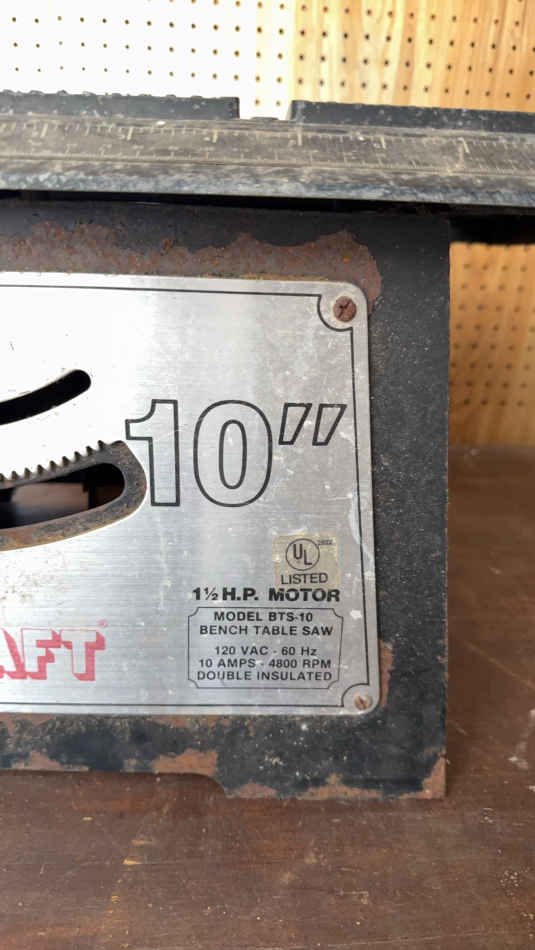 10"
UL
LISTED
1½ H.P. MOTOR
MODEL BTS-10
BENCH TABLE SAW
120 VAC - 60 Hz
10 AMPS - 4800 RPM
DOUBLE INSULATED
AFT